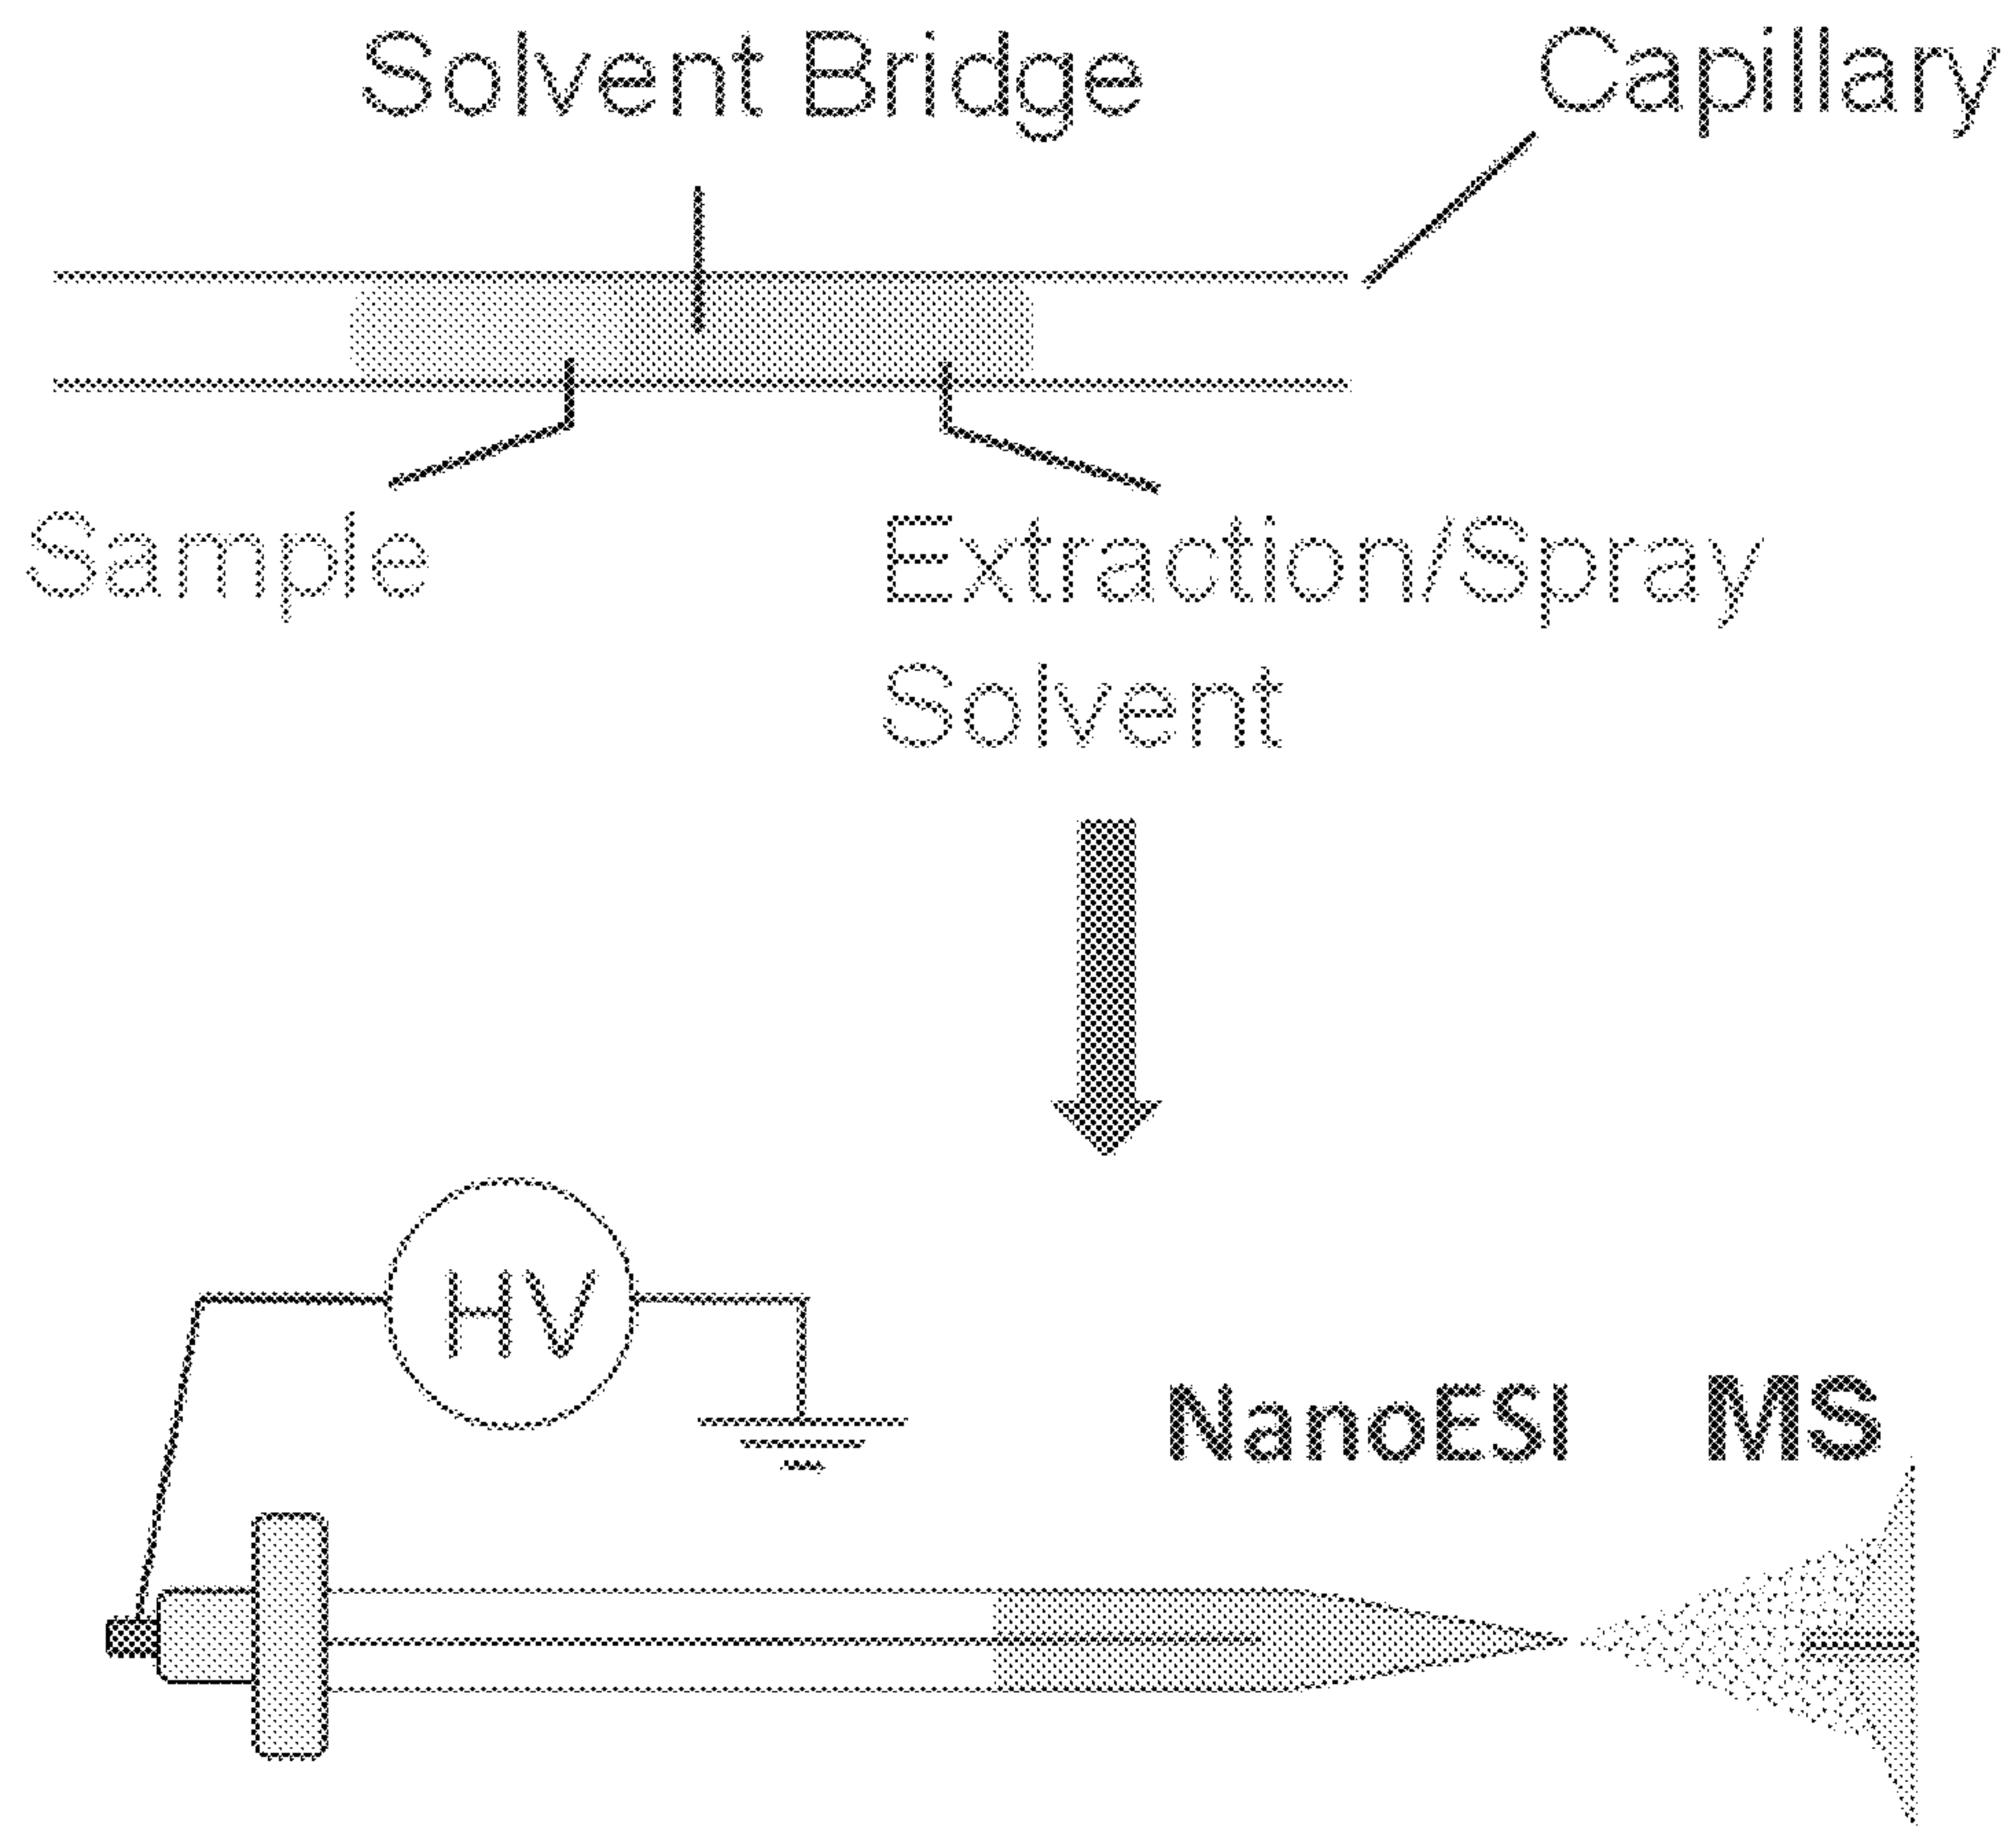 Solvent Bridge
Capillary
Sample
Extraction/Spray
Solvent
HV
NanoESI
MS